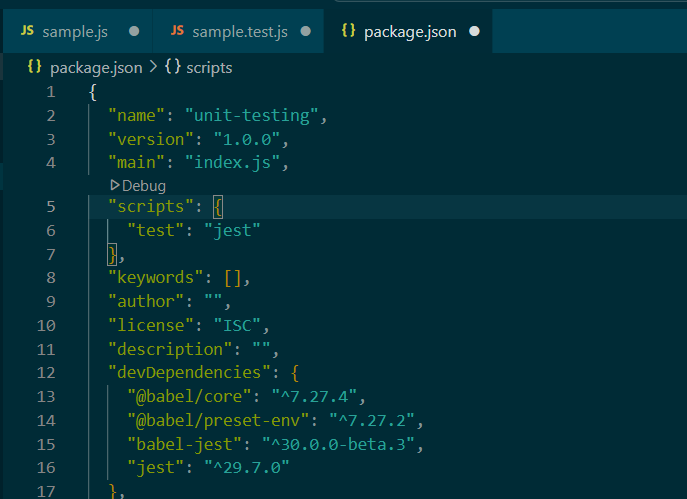 JS sample.js
JS sample.test.js
{} package.json
{} package.json > {} scripts
1 {
2 "name": "unit-testing",
3 "version": "1.0.0",
4 "main": "index.js",
Debug
5 "scripts": {
6 "test": "jest"
7 },
8 "keywords": [],
9 "author": "",
10 "license": "ISC",
11 "description": "",
12 "devDependencies": {
13 "@babel/core": "^7.27.4",
14 "@babel/preset-env": "^7.27.2",
15 "babel-jest": "^30.0.0-beta.3",
16 "jest": "^29.7.0"
17 },